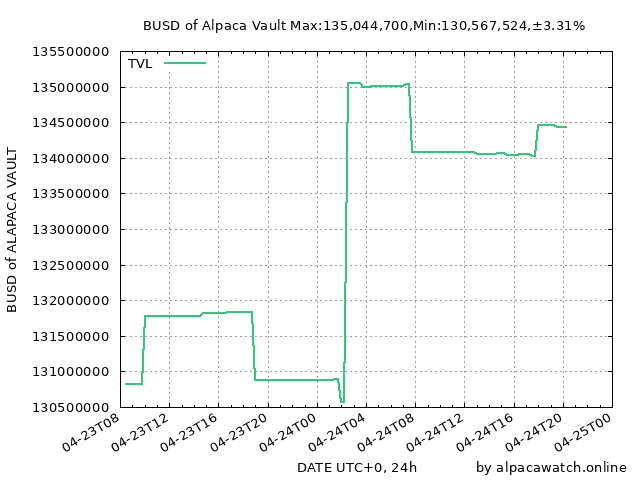 BUSD of Alpaca Vault Max:135,044,700,Min:130,567,524,±3.31%
TVL
BUSD of ALAPACA VAULT
135500000
135000000
134500000
134000000
133500000
133000000
132500000
132000000
131500000
131000000
130500000
04-23T08
04-23T12
04-23T16
04-23T20
04-24T00
04-24T04
04-24T08
04-24T12
04-24T16
04-24T20
04-25T00
DATE UTC+0, 24h
by alpacawatch.online